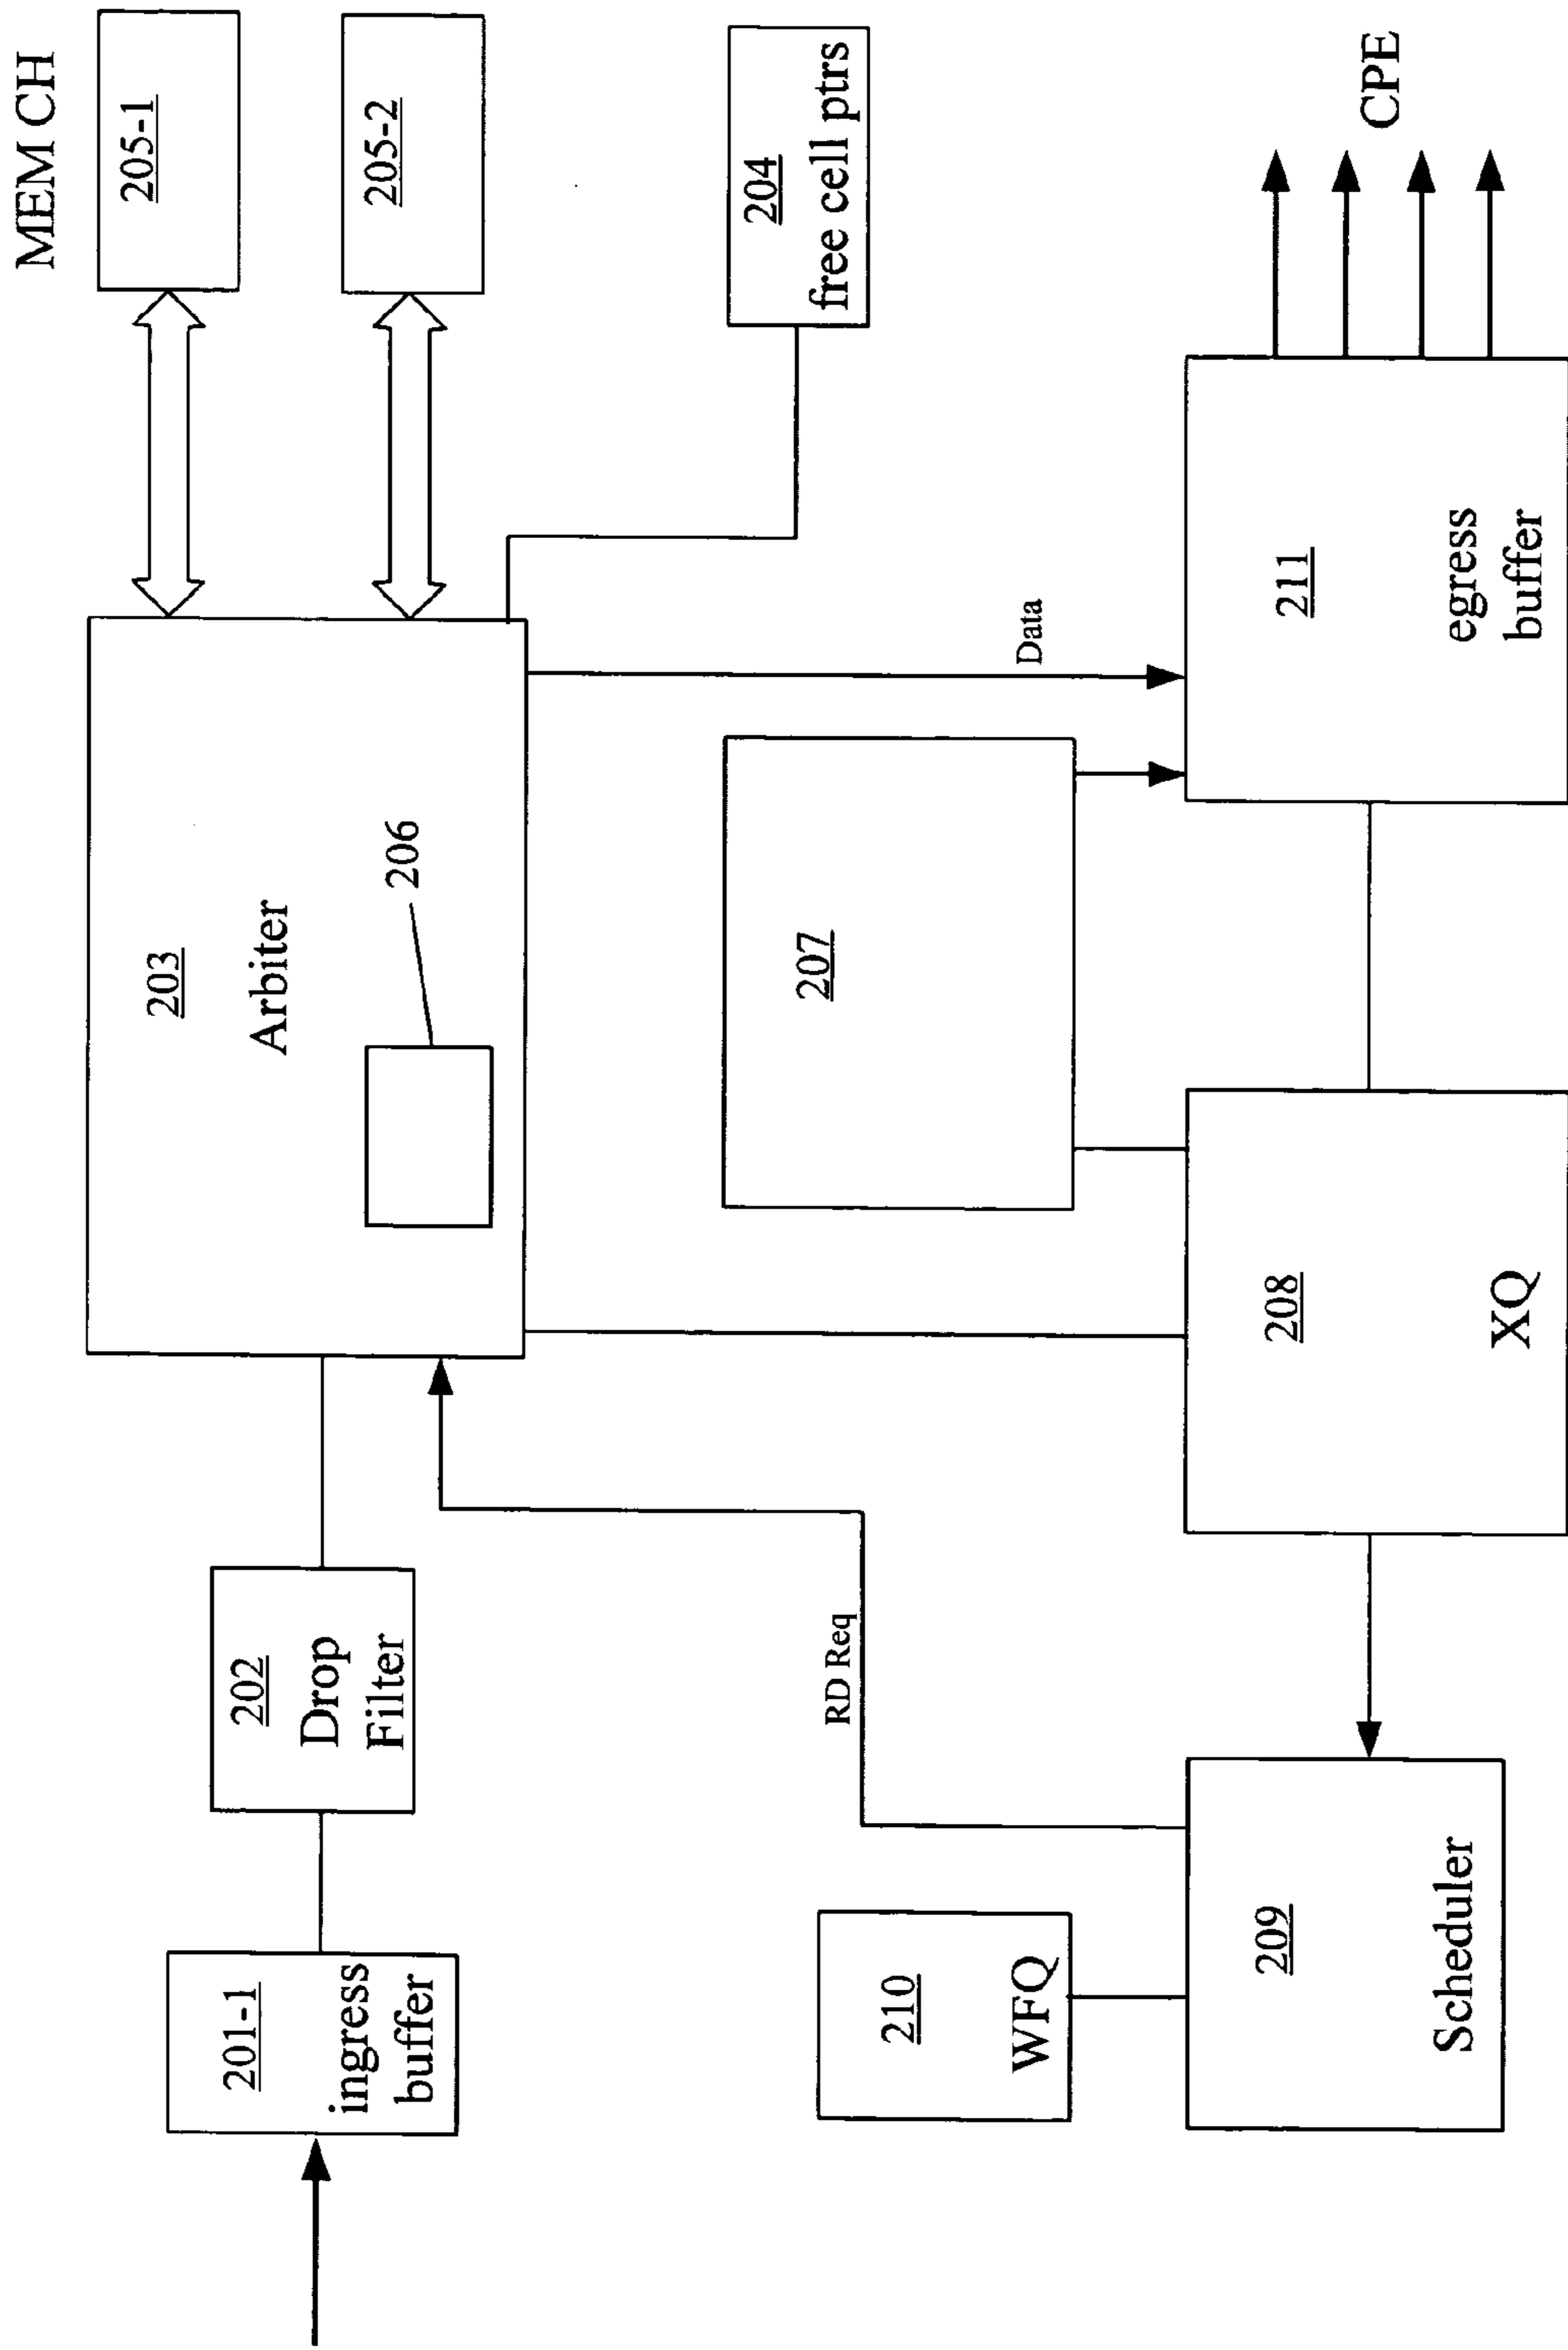 MEM CH
205-1
205-2
204
free cell ptrs
203
Arbiter
206
202
Drop
Filter
201-1
ingress
buffer
207
Data
RD Req
210
WFQ
209
Scheduler
208
XQ
211
egress
buffer
CPE